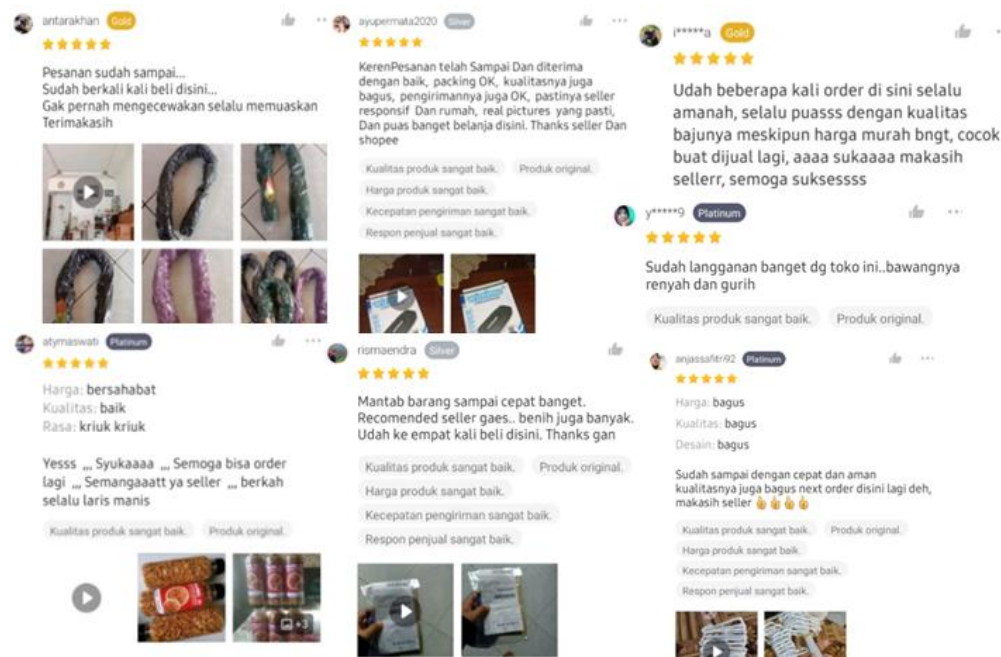 antarakhan Gold
Pesanan sudah sampai...
Sudah berkali kali beli disini...
Gak pernah mengecewakan selalu memuaskan
Terimakasih
ayupermata2020 Silver
KerenPesanan telah Sampai Dan diterima
dengan baik, packing OK, kualitasnya juga
bagus, pengirimannya juga OK, pastinya seller
responsif Dan rumah, real pictures yang pasti,
Dan puas banget belanja disini. Thanks seller Dan
shopee
Kualitas produk sangat baik. Produk original.
Harga produk sangat baik.
Kecepatan pengiriman sangat baik.
Respon penjual sangat baik.
i*****a Gold
Udah beberapa kali order di sini selalu
amanah, selalu puasss dengan kualitas
bajunya meskipun harga murah bngt, cocok
buat dijual lagi, aaaa sukaaaa makasih
sellerr, semoga suksessss
y*****9 Platinum
Sudah langganan banget dg toko ini..bawangnya
renyah dan gurih
Kualitas produk sangat baik. Produk original.
atymaswati Platinum
Harga: bersahabat
Kualitas: baik
Rasa: kriuk kriuk
Yesss ,,, Syukaaaa ,,, Semoga bisa order
lagi ,,, Semangaaatt ya seller ,,, berkah
selalu laris manis
Kualitas produk sangat baik. Produk original.
+3
rismaendra Silver
Mantab barang sampai cepat banget.
Recomended seller gaes.. benih juga banyak.
Udah ke empat kali beli disini. Thanks gan
Kualitas produk sangat baik. Produk original.
Harga produk sangat baik.
Kecepatan pengiriman sangat baik.
Respon penjual sangat baik.
anjassafitri92 Platinum
Harga: bagus
Kualitas: bagus
Desain: bagus
Sudah sampai dengan cepat dan aman
kualitasnya juga bagus next order disini lagi deh,
makasih seller 👍👍👍👍
Kualitas produk sangat baik. Produk original.
Harga produk sangat baik.
Kecepatan pengiriman sangat baik.
Respon penjual sangat baik.